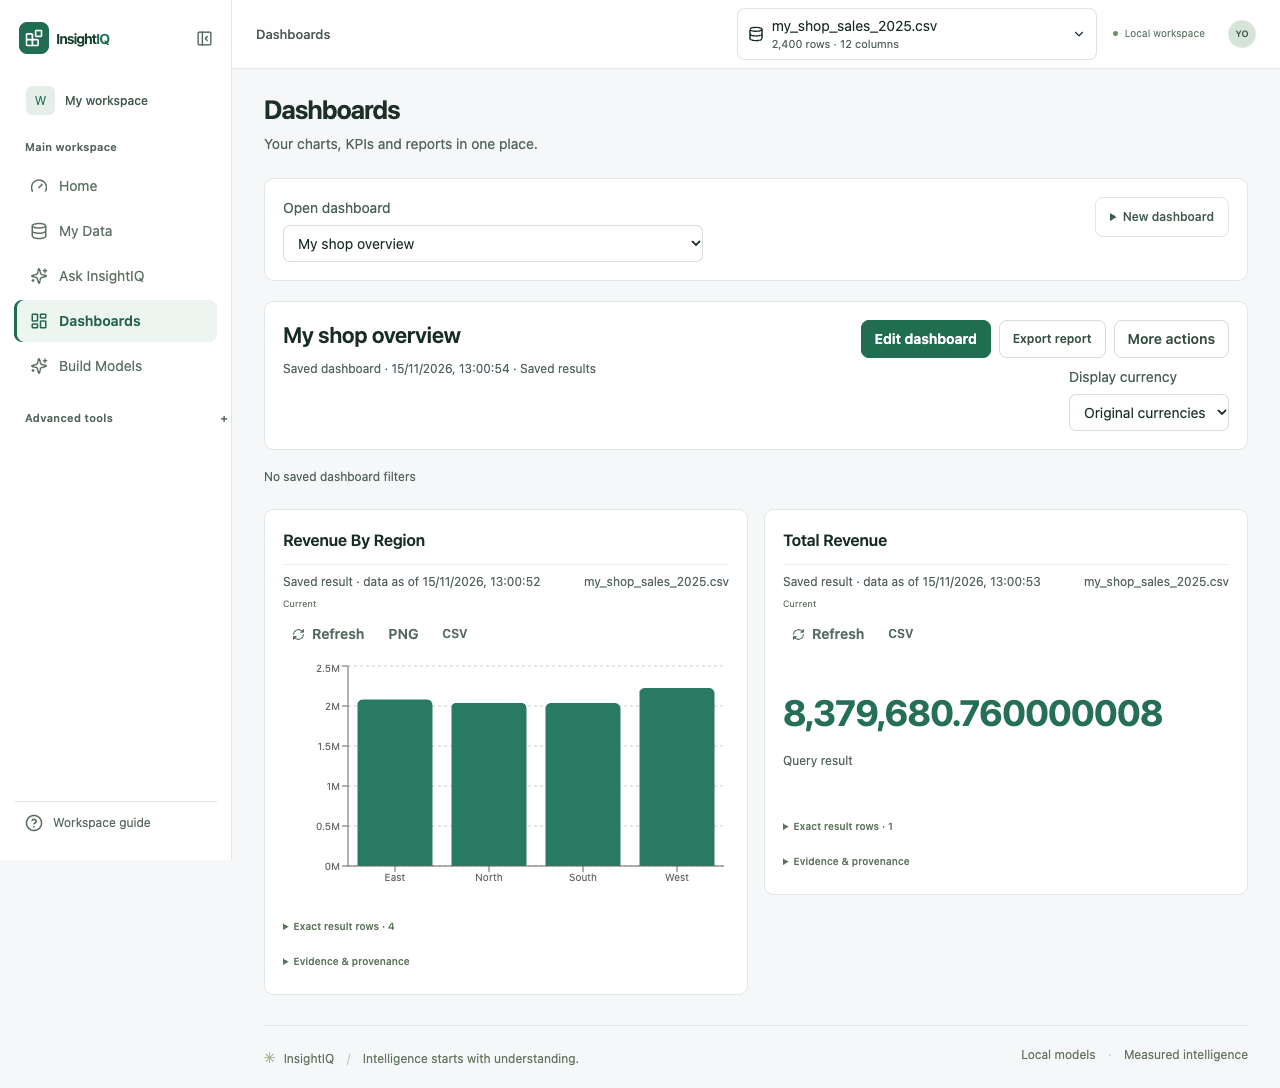 InsightIQ
W My workspace
Main workspace
Home
My Data
Ask InsightIQ
Dashboards
Build Models
Advanced tools +
Workspace guide
Dashboards
my_shop_sales_2025.csv
2,400 rows · 12 columns
Local workspace
YO
Dashboards
Your charts, KPIs and reports in one place.
Open dashboard
My shop overview
New dashboard
My shop overview
Saved dashboard · 15/11/2026, 13:00:54 · Saved results
Edit dashboard
Export report
More actions
Display currency
Original currencies
No saved dashboard filters
Revenue By Region
Saved result · data as of 15/11/2026, 13:00:52 my_shop_sales_2025.csv
Current
Refresh PNG CSV
2.5M
2M
1.5M
1M
0.5M
0M
East North South West
Exact result rows · 4
Evidence & provenance
Total Revenue
Saved result · data as of 15/11/2026, 13:00:53 my_shop_sales_2025.csv
Current
Refresh CSV
8,379,680.760000008
Query result
Exact result rows · 1
Evidence & provenance
InsightIQ / Intelligence starts with understanding.
Local models · Measured intelligence